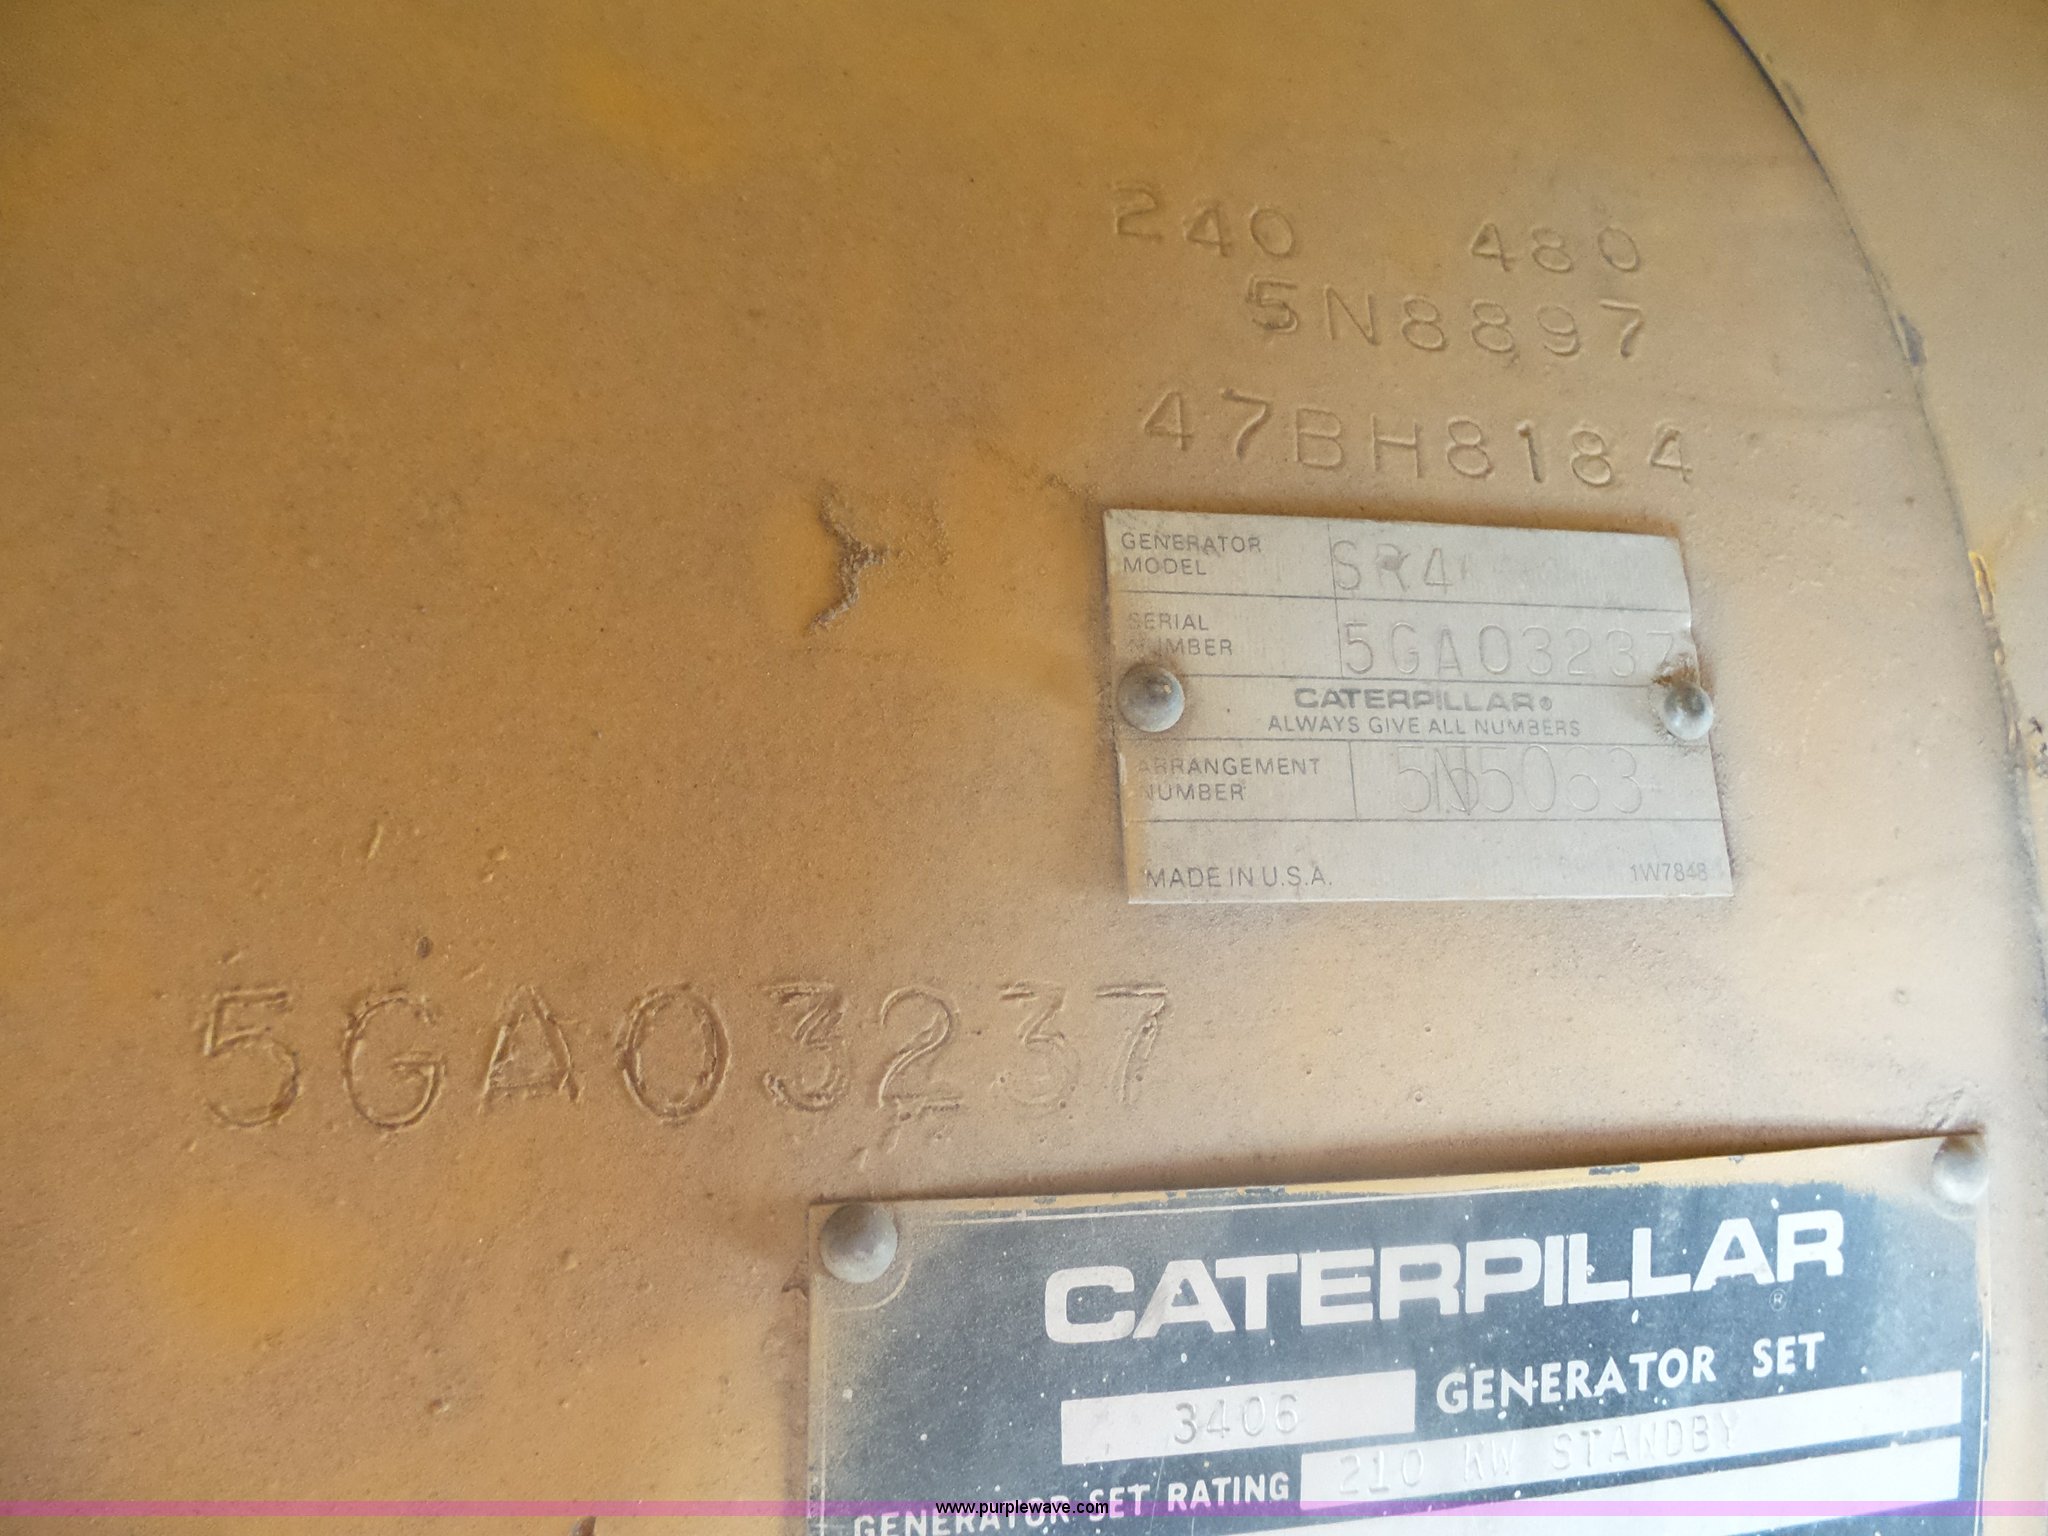 240 480
5N8897
47BH8184
GENERATOR MODEL SR4
SERIAL NUMBER 5GA03237
CATERPILLAR®
ALWAYS GIVE ALL NUMBERS
ARRANGEMENT NUMBER
MADE IN U.S.A. 1W7848
5GA03237
CATERPILLAR®
3406 GENERATOR SET
GENERATOR SET RATING 210 KW STANDBY
www.purplewave.com